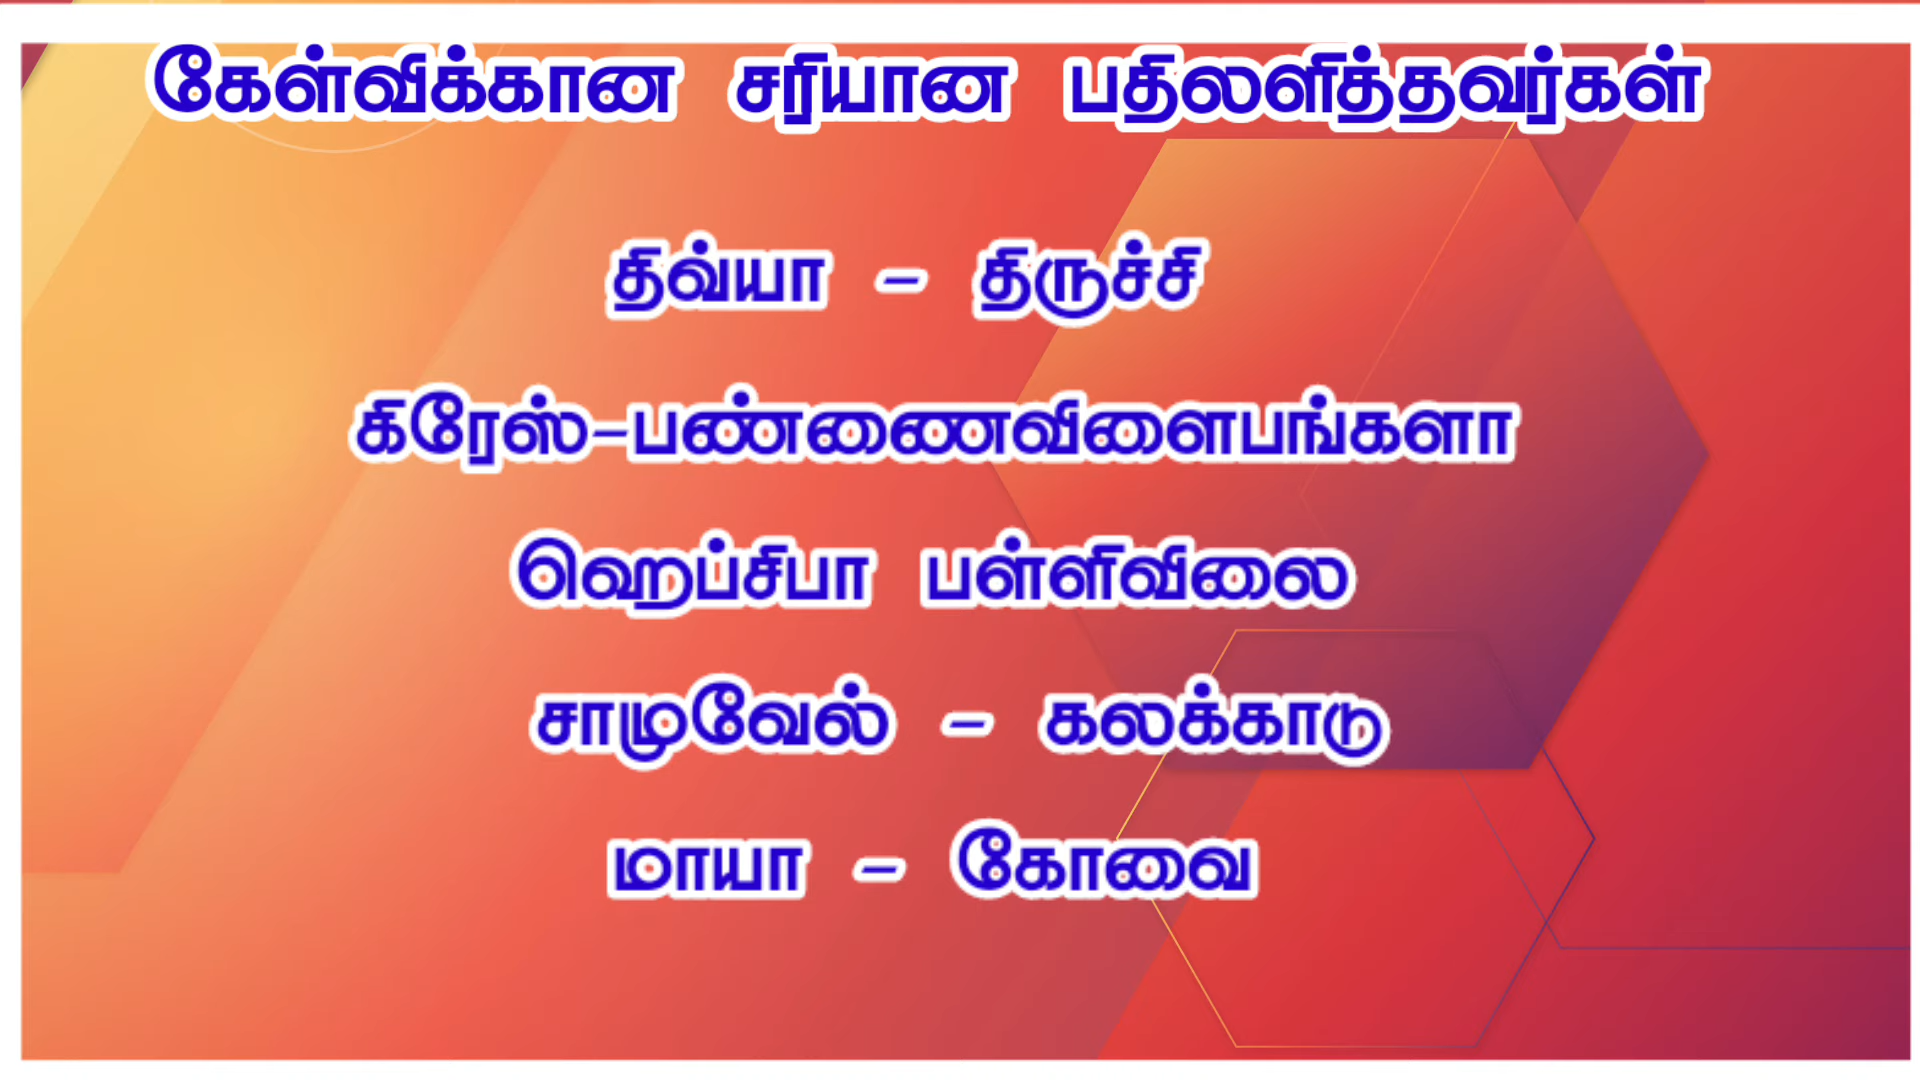 கேள்விக்கான சரியான பதிலளித்தவர்கள்
திவ்யா - திருச்சி
கிரேஸ்-பண்ணைவிளைபங்களா
ஹெப்சிபா பள்ளிவிலை
சாமுவேல் - கலக்காடு
மாயா - கோவை